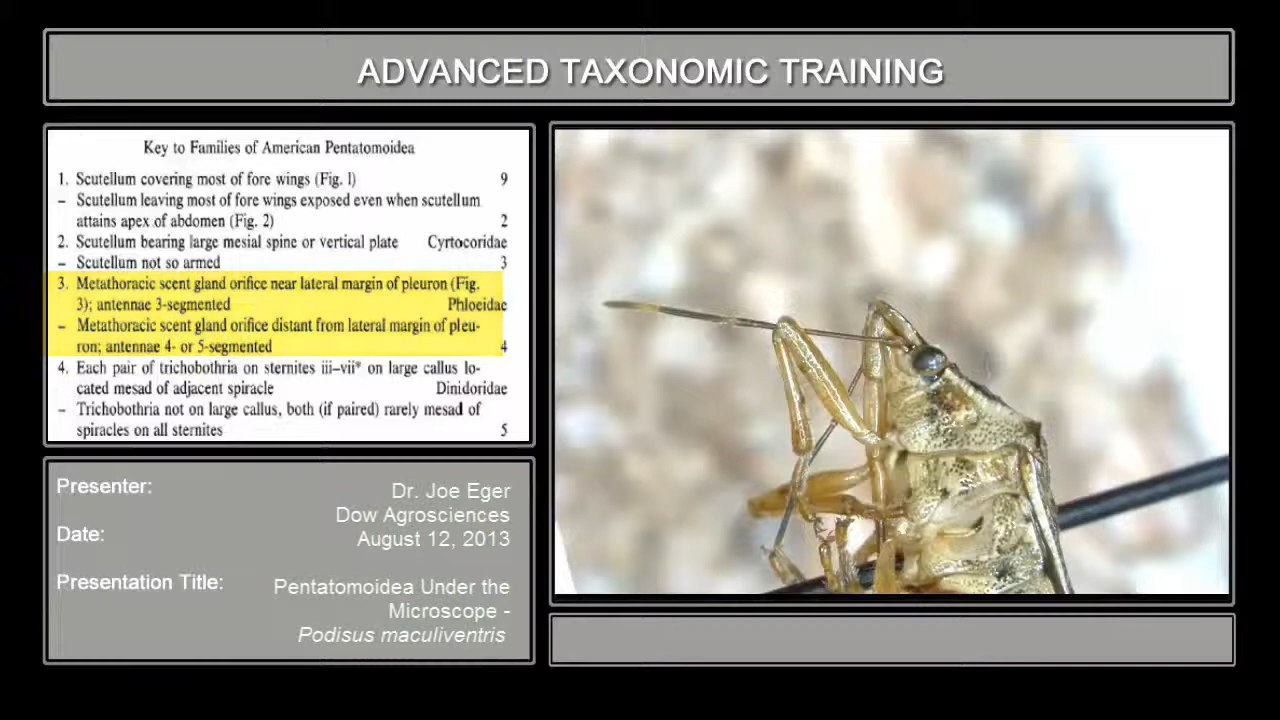 ADVANCED TAXONOMIC TRAINING
Key to Families of American Pentatomoidea
1. Scutellum covering most of fore wings (Fig. 1) 9
– Scutellum leaving most of fore wings exposed even when scutellum
attains apex of abdomen (Fig. 2) 2
2. Scutellum bearing large mesial spine or vertical plate Cyrtocoridae
– Scutellum not so armed 3
3. Metathoracic scent gland orifice near lateral margin of pleuron (Fig.
3); antennae 3-segmented Phloeidae
– Metathoracic scent gland orifice distant from lateral margin of pleu-
ron; antennae 4- or 5-segmented 4
4. Each pair of trichobothria on sternites iii–vii* on large callus lo-
cated mesad of adjacent spiracle Dinidoridae
– Trichobothria not on large callus, both (if paired) rarely mesad of
spiracles on all sternites 5
Presenter: Dr. Joe Eger
Dow Agrosciences
Date: August 12, 2013
Presentation Title: Pentatomoidea Under the
Microscope -
Podisus maculiventris